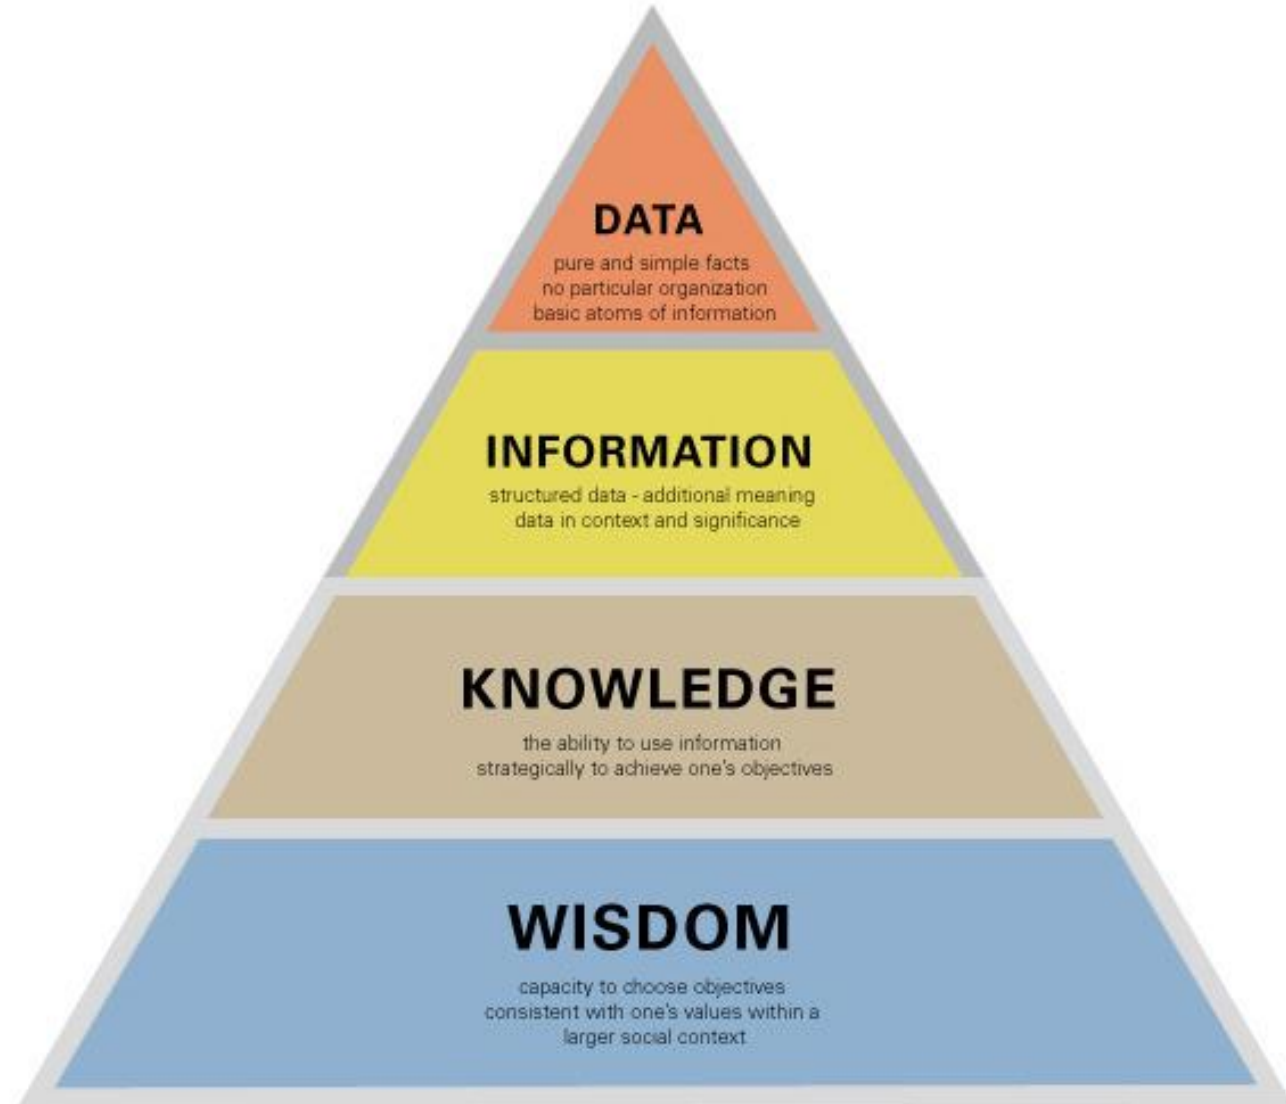 DATA
pure and simple facts
no particular organization
basic atoms of information
INFORMATION
structured data - additional meaning
data in context and significance
KNOWLEDGE
the ability to use information
strategically to achieve one's objectives
WISDOM
capacity to choose objectives
consistent with one's values within a
larger social context